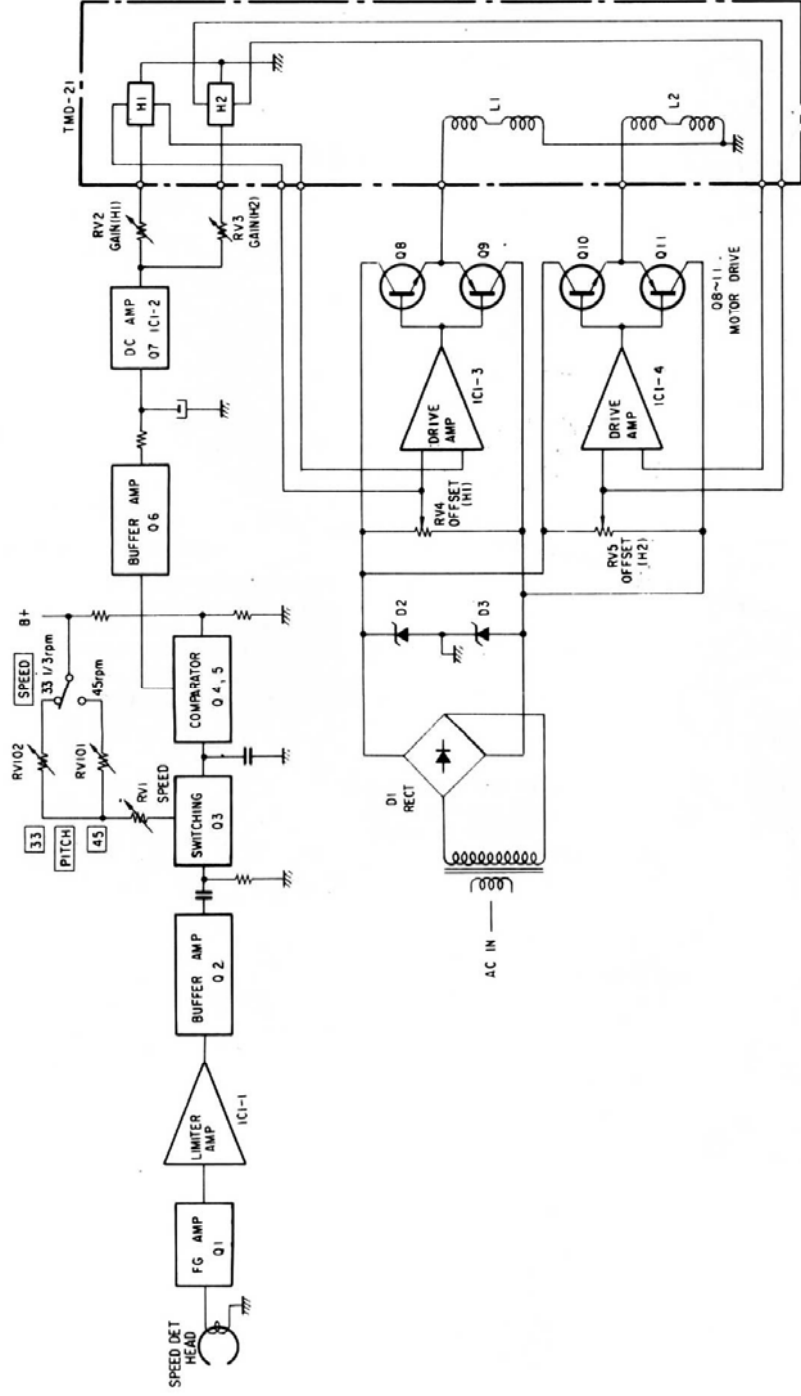 SPEED DET
HEAD
FG AMP
Q1
LIMITER
AMP
IC1-1
BUFFER AMP
Q2
33
PITCH
45
RV102
RV101
RV1
SPEED
SWITCHING
Q3
SPEED
33 1/3rpm
45rpm
B+
COMPARATOR
Q4, 5
BUFFER AMP
Q6
DC AMP
Q7 IC1-2
RV2
GAIN(H1)
RV3
GAIN(H2)
TMD-21
H1
H2
AC IN
D1
RECT
D2
D3
RV4
OFFSET
(H1)
DRIVE
AMP
IC1-3
Q8
Q9
L1
RV5
OFFSET
(H2)
DRIVE
AMP
IC1-4
Q10
Q11
L2
Q8~11.
MOTOR DRIVE